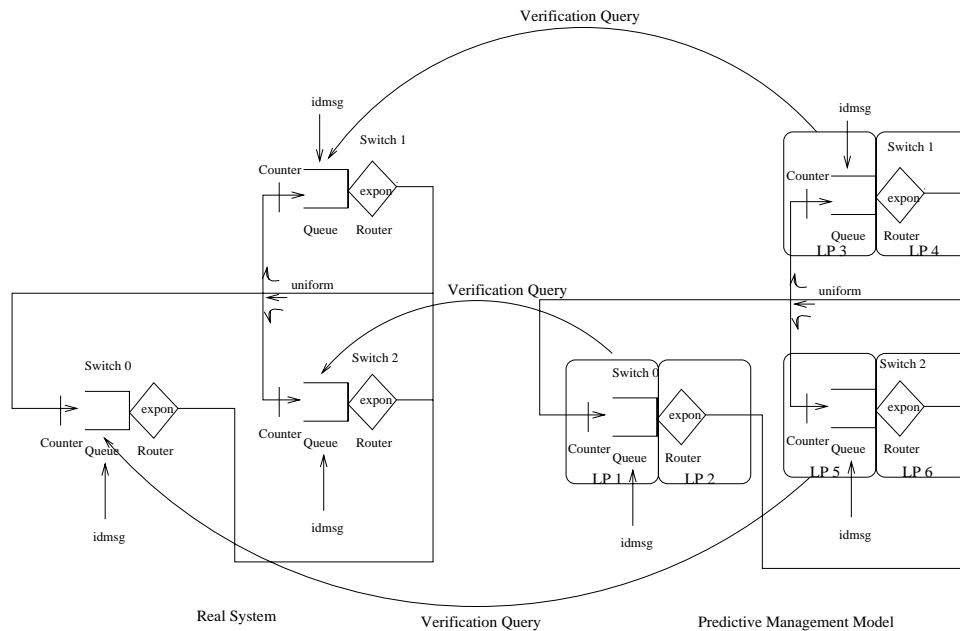 Verification Query
idmsg
Switch 1
Counter
expon
Queue
Router
uniform
Verification Query
Switch 0
Switch 2
expon
Counter
Queue
Router
idmsg
expon
Counter
Queue
Router
idmsg
Real System
Verification Query
idmsg
Switch 1
Counter
expon
Queue
Router
LP 3
LP 4
uniform
Switch 0
expon
Counter
Queue
Router
LP 1
LP 2
idmsg
Switch 2
expon
Counter
Queue
Router
LP 5
LP 6
idmsg
Predictive Management Model